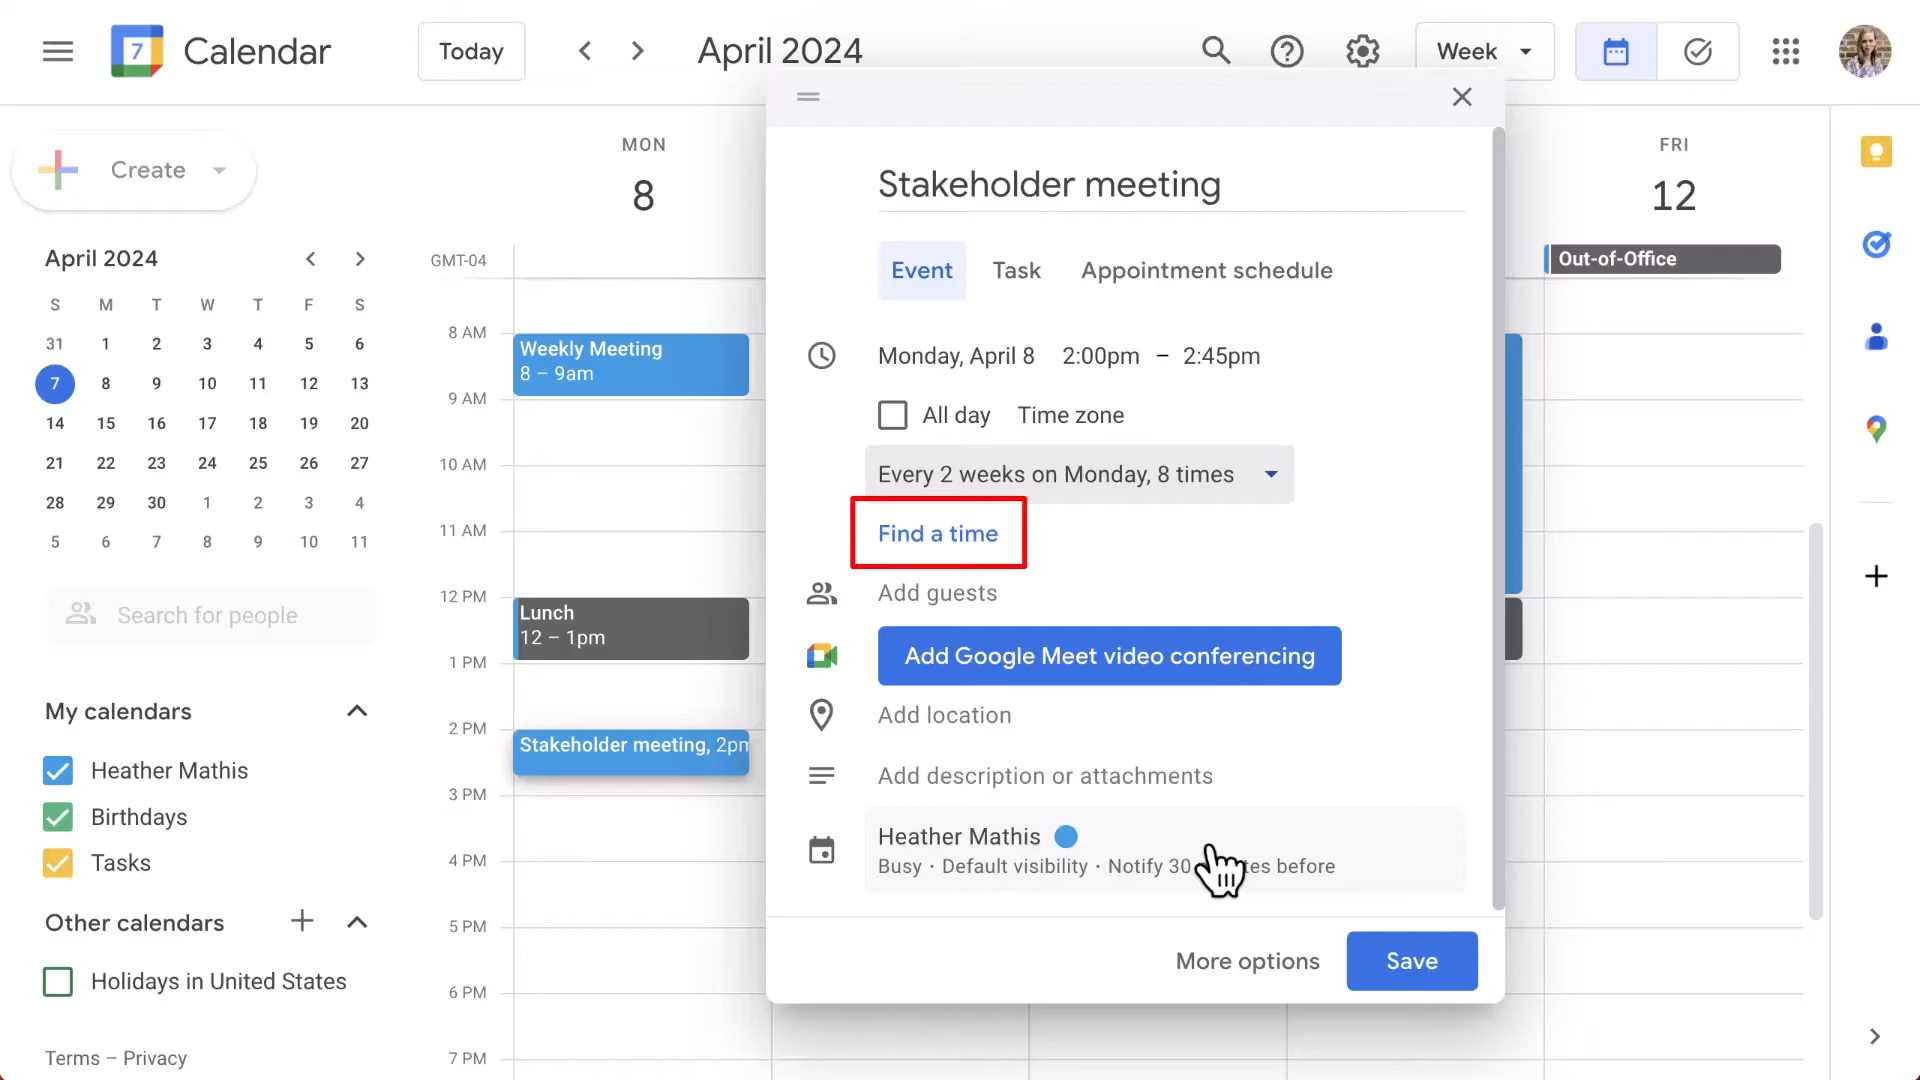 7 Calendar
Today
April 2024
Week
Create
April 2024
S M T W T F S
31 1 2 3 4 5 6
7 8 9 10 11 12 13
14 15 16 17 18 19 20
21 22 23 24 25 26 27
28 29 30 1 2 3 4
5 6 7 8 9 10 11
Search for people
My calendars
Heather Mathis
Birthdays
Tasks
Other calendars
Holidays in United States
Terms – Privacy
GMT-04
MON
8
FRI
12
Out-of-Office
8 AM
Weekly Meeting
8 – 9am
9 AM
10 AM
11 AM
12 PM
Lunch
12 – 1pm
1 PM
2 PM
Stakeholder meeting, 2pm
3 PM
4 PM
5 PM
6 PM
7 PM
Stakeholder meeting
Event Task Appointment schedule
Monday, April 8 2:00pm – 2:45pm
All day Time zone
Every 2 weeks on Monday, 8 times
Find a time
Add guests
Add Google Meet video conferencing
Add location
Add description or attachments
Heather Mathis
Busy · Default visibility · Notify 30 before
More options
Save